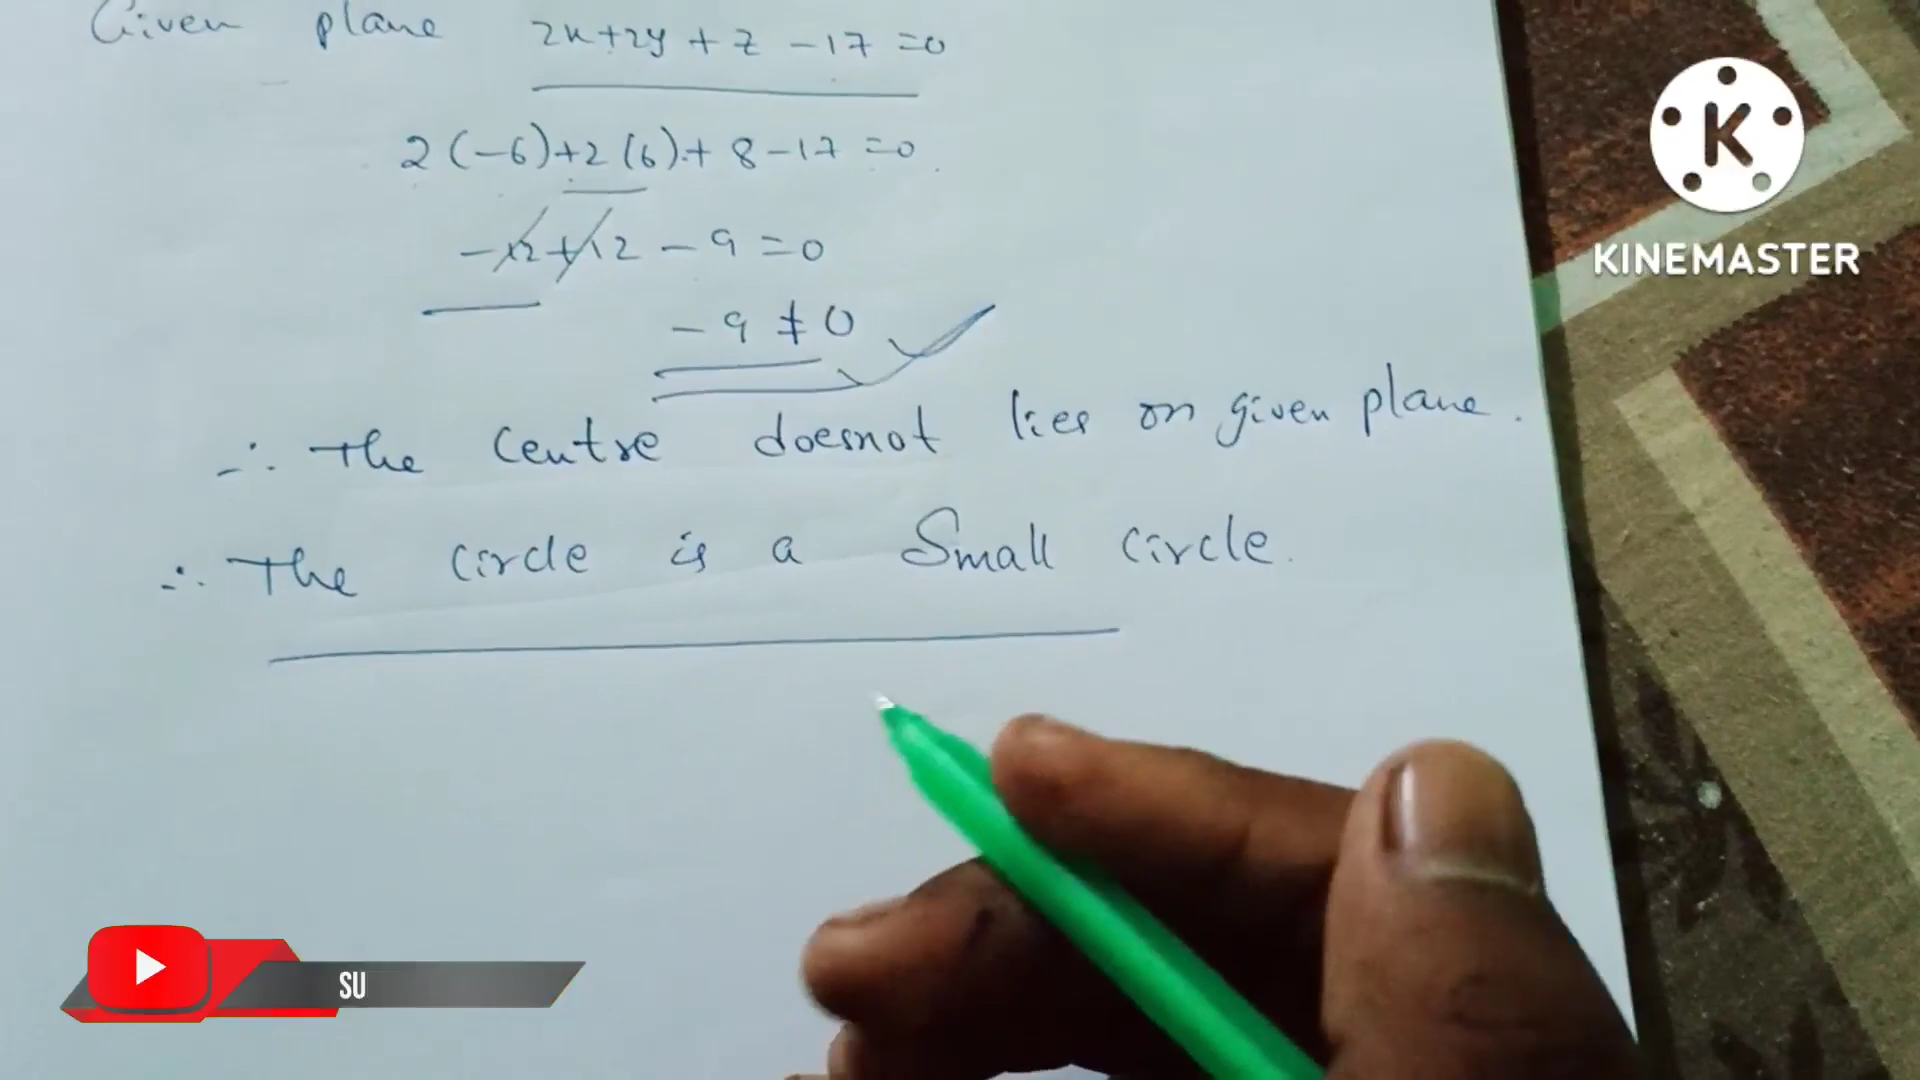 Given plane 2x+2y+z-17=0
2(-6)+2(6)+8-17=0
-12+12-9=0
-9≠0
∴ The Centre doesnot lies on given plane.
∴ The circle is a Small circle.
K
KINEMASTER
SU